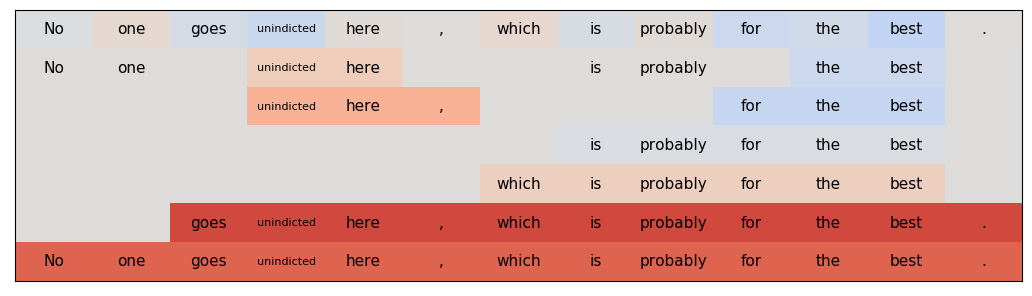 No one goes unindicted here , which is probably for the best .
No one unindicted here is probably the best
unindicted here , for the best
is probably for the best
which is probably for the best
goes unindicted here , which is probably for the best .
No one goes unindicted here , which is probably for the best .